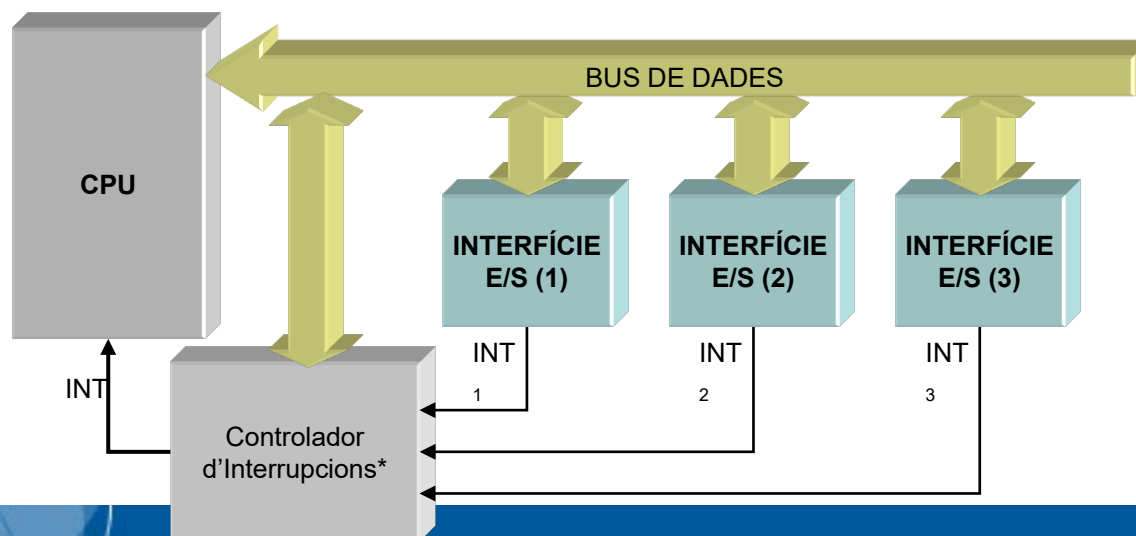 BUS DE DADES
CPU
INTERFÍCIE
E/S (1)
INTERFÍCIE
E/S (2)
INTERFÍCIE
E/S (3)
INT
1
INT
2
INT
3
INT
Controlador
d’Interrupcions*